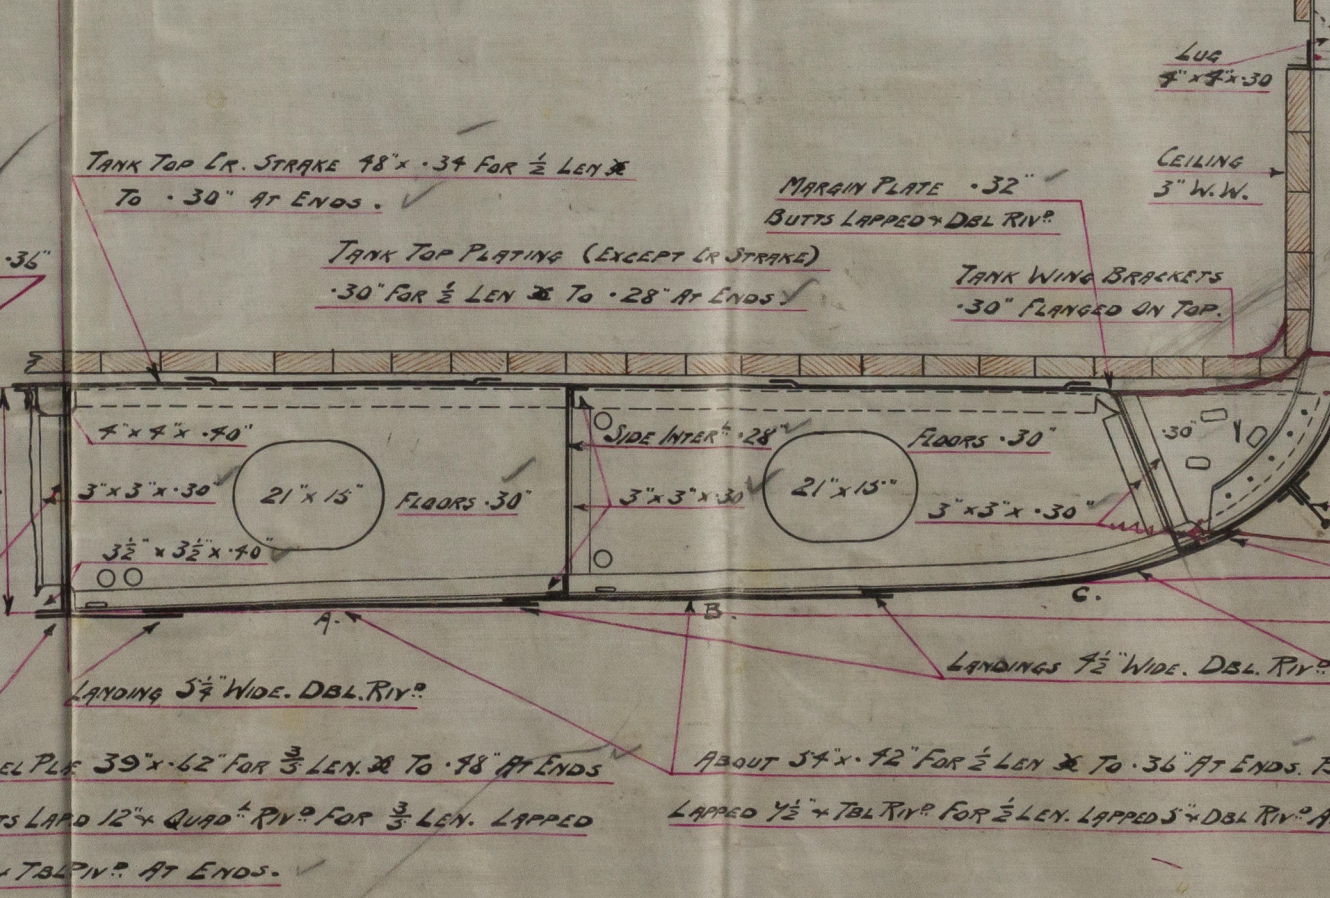 LUG
4"x4"x.30
TANK TOP CR. STRAKE 48"x .34 FOR ½ LEN
TO .30" AT ENDS.
CEILING
3" W.W.
MARGIN PLATE .32"
BUTTS LAPPED & DBL RIVD.
.36"
TANK TOP PLATING (EXCEPT CR STRAKE)
.30" FOR ½ LEN TO .28" AT ENDS.
TANK WING BRACKETS
.30" FLANGED ON TOP.
4"x4"x .40"
SIDE INTERL .28"
FLOORS .30"
.30"
3"x3"x.30
21"x15"
FLOORS .30"
3"x3"x.30
21"x15"
3"x3"x .30"
3½"x3½"x.40"
A.
B.
C.
LANDING 5¼" WIDE. DBL. RIVD.
LANDINGS 4½" WIDE. DBL. RIVD
EL PLE 39"x.62" FOR ⅗ LEN. TO .48" AT ENDS
TS LAPD 12" & QUADL RIVD FOR ⅗ LEN. LAPPED
& TBL RIVD. AT ENDS.
ABOUT 54"x.42" FOR ½ LEN TO .36" AT ENDS.
LAPPED 7½" & TBL RIVD FOR ½ LEN. LAPPED 5" & DBL RIVD A